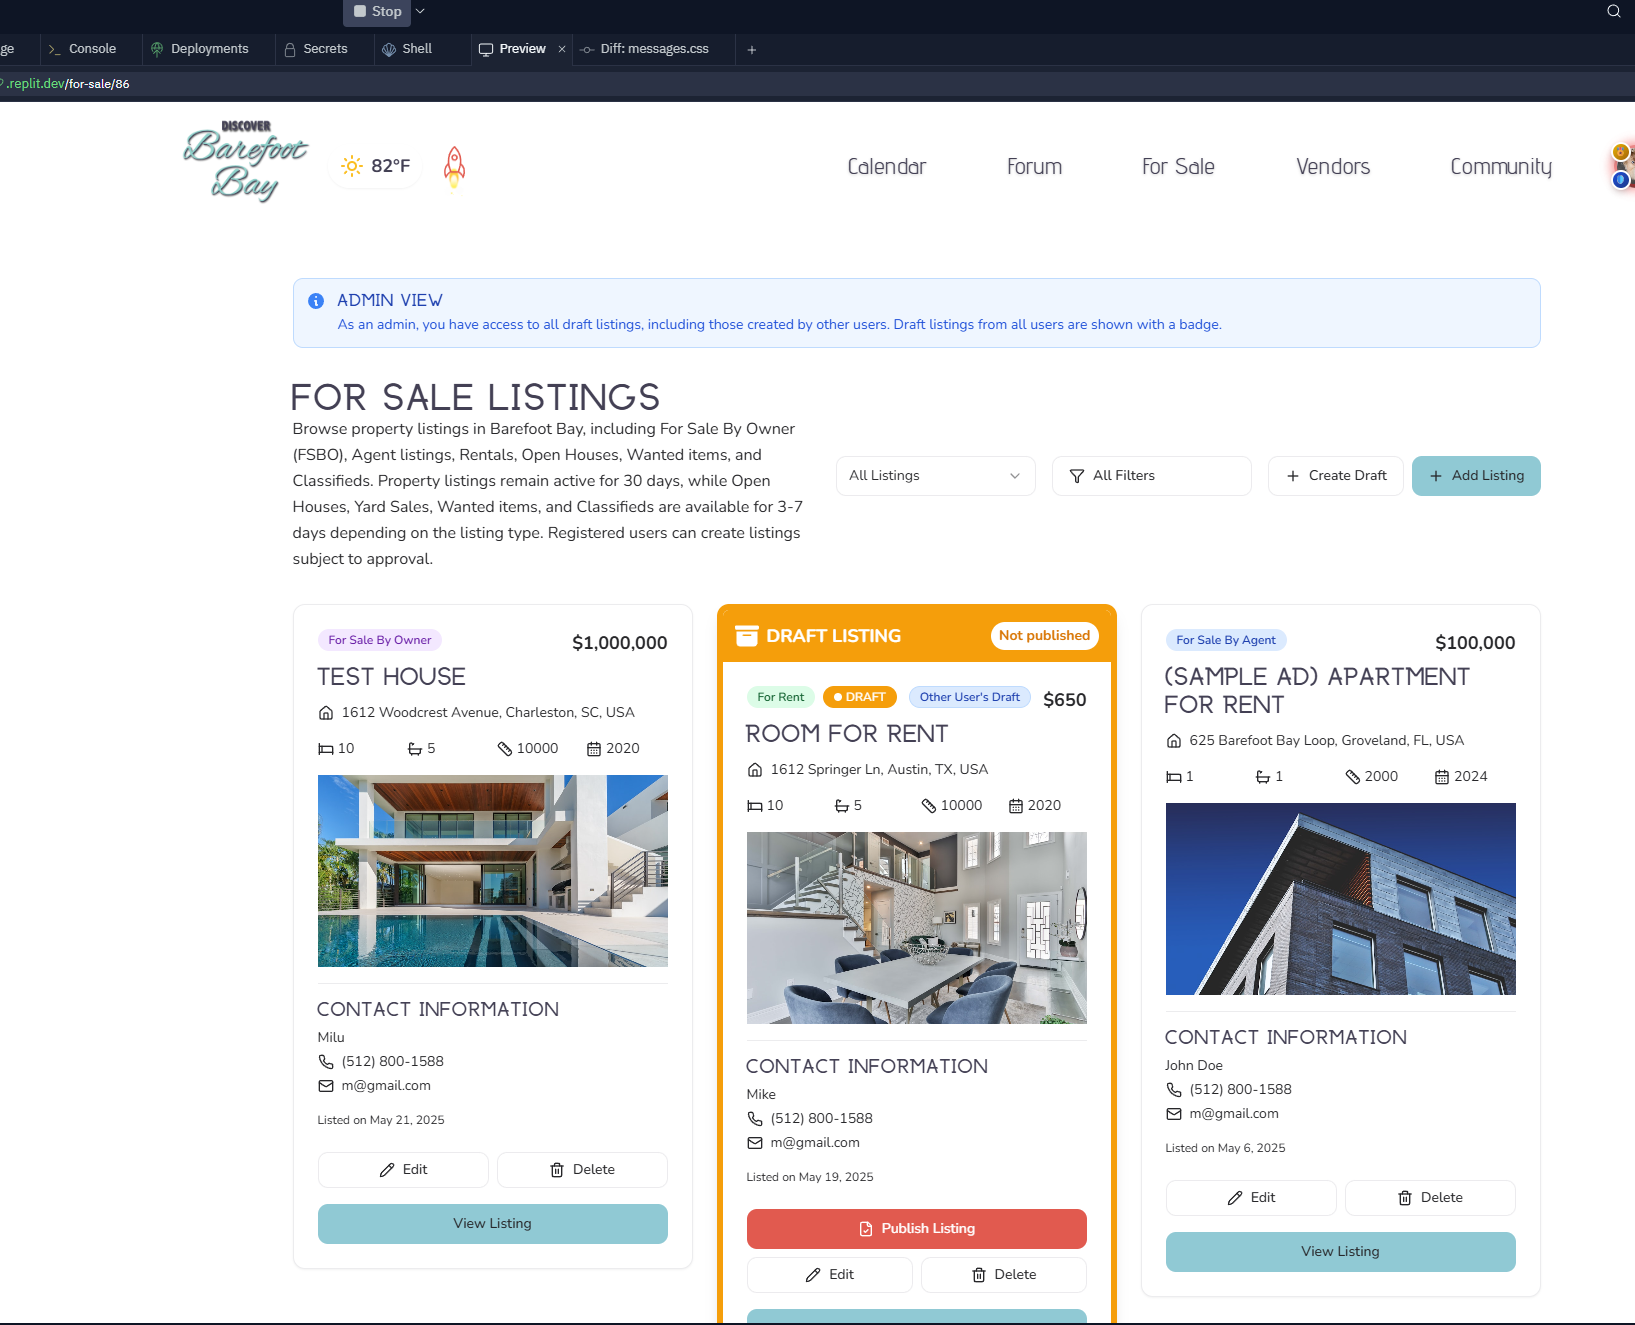 Stop
ge
Console
Deployments
Secrets
Shell
Preview
Diff: messages.css
.replit.dev/for-sale/86
DISCOVER
Barefoot
Bay
82°F
Calendar
Forum
For Sale
Vendors
Community
ADMIN VIEW
As an admin, you have access to all draft listings, including those created by other users. Draft listings from all users are shown with a badge.
FOR SALE LISTINGS
Browse property listings in Barefoot Bay, including For Sale By Owner
(FSBO), Agent listings, Rentals, Open Houses, Wanted items, and
Classifieds. Property listings remain active for 30 days, while Open
Houses, Yard Sales, Wanted items, and Classifieds are available for 3-7
days depending on the listing type. Registered users can create listings
subject to approval.
All Listings
All Filters
Create Draft
Add Listing
For Sale By Owner
$1,000,000
TEST HOUSE
1612 Woodcrest Avenue, Charleston, SC, USA
10
5
10000
2020
CONTACT INFORMATION
Milu
(512) 800-1588
m@gmail.com
Listed on May 21, 2025
Edit
Delete
View Listing
DRAFT LISTING
Not published
For Rent
DRAFT
Other User's Draft
$650
ROOM FOR RENT
1612 Springer Ln, Austin, TX, USA
10
5
10000
2020
CONTACT INFORMATION
Mike
(512) 800-1588
m@gmail.com
Listed on May 19, 2025
Publish Listing
Edit
Delete
For Sale By Agent
$100,000
(SAMPLE AD) APARTMENT
FOR RENT
625 Barefoot Bay Loop, Groveland, FL, USA
1
1
2000
2024
CONTACT INFORMATION
John Doe
(512) 800-1588
m@gmail.com
Listed on May 6, 2025
Edit
Delete
View Listing